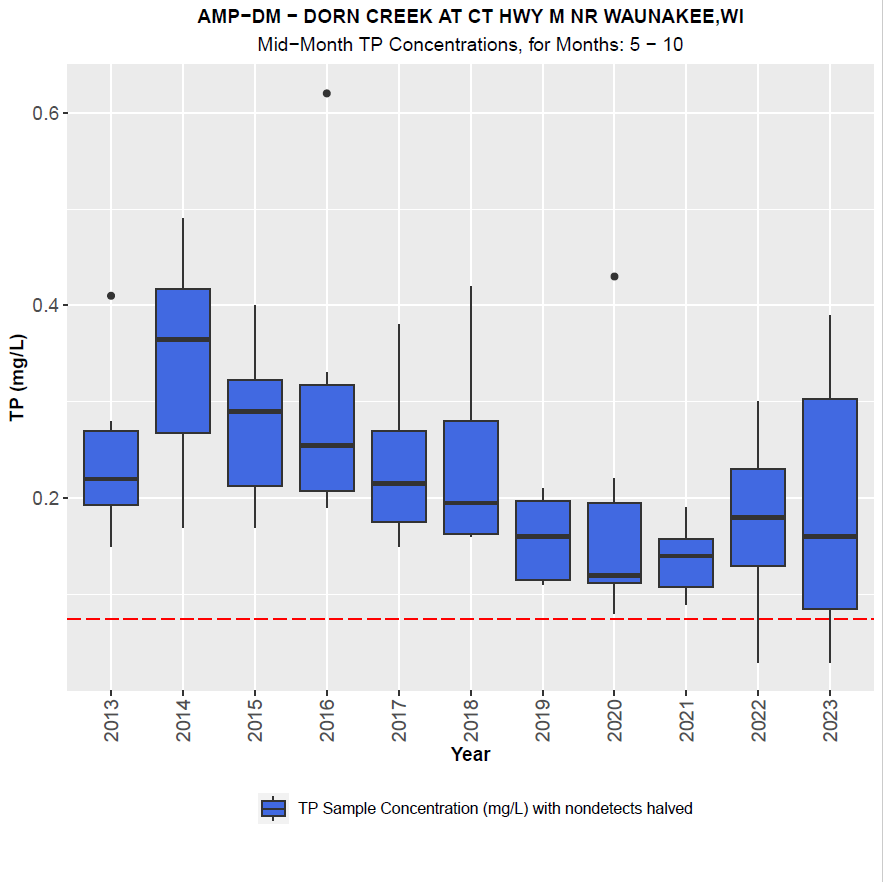 AMP−DM − DORN CREEK AT CT HWY M NR WAUNAKEE,WI
Mid−Month TP Concentrations, for Months: 5 − 10
TP (mg/L)
0.6
0.4
0.2
2013 2014 2015 2016 2017 2018 2019 2020 2021 2022 2023
Year
TP Sample Concentration (mg/L) with nondetects halved